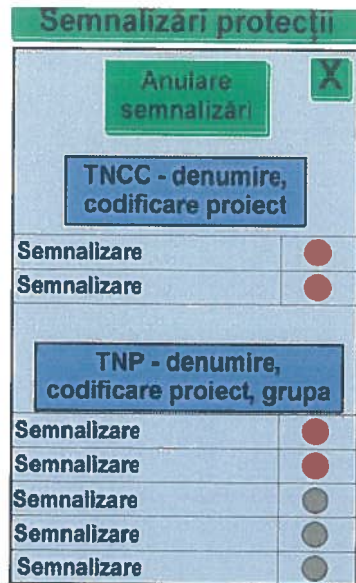 Semnalizări protecții
Anulare
semnalizări
X
TNCC - denumire,
codificare proiect
Semnalizare
Semnalizare
TNP - denumire,
codificare proiect, grupa
Semnalizare
Semnalizare
Semnalizare
Semnalizare
Semnalizare